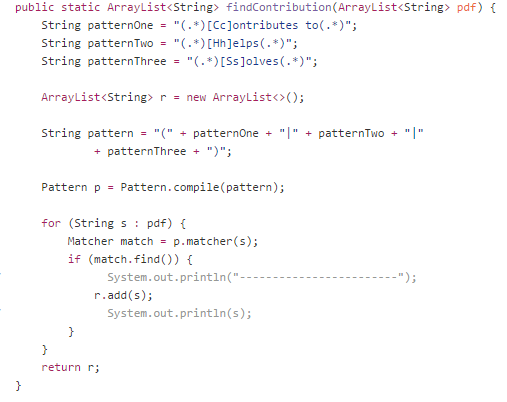 public static ArrayList<String> findContribution(ArrayList<String> pdf) {
    String patternOne = "(.*)[Cc]ontributes to(.*)";
    String patternTwo = "(.*)[Hh]elps(.*)";
    String patternThree = "(.*)[Ss]olves(.*)";

    ArrayList<String> r = new ArrayList<>();

    String pattern = "(" + patternOne + "|" + patternTwo + "|"
            + patternThree + ")";

    Pattern p = Pattern.compile(pattern);

    for (String s : pdf) {
        Matcher match = p.matcher(s);
        if (match.find()) {
              System.out.println("------------------------");
            r.add(s);
              System.out.println(s);
        }
    }
    return r;
}